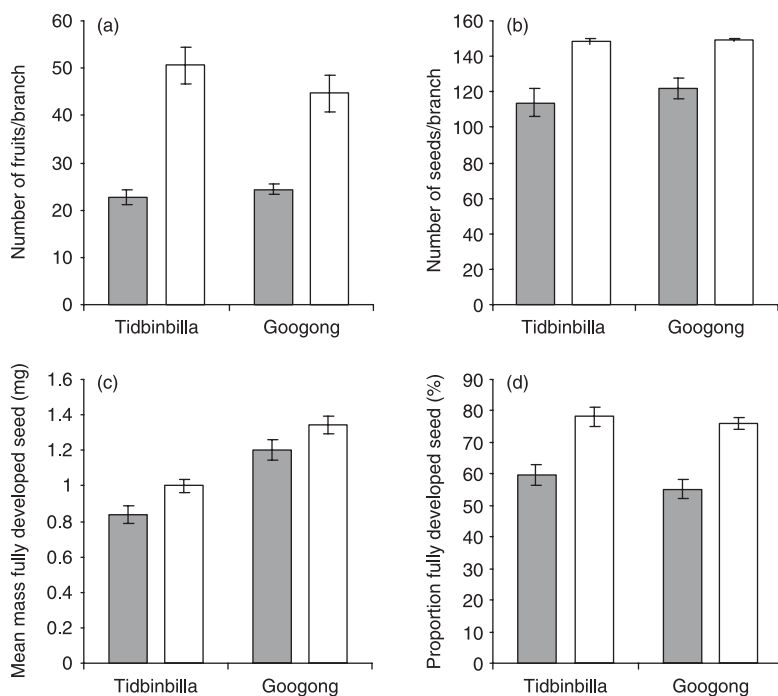 (a)
Number of fruits/branch
60
50
40
30
20
10
0
Tidbinbilla
Googong
(b)
Number of seeds/branch
160
140
120
100
80
60
40
20
0
Tidbinbilla
Googong
(c)
Mean mass fully developed seed (mg)
1.6
1.4
1.2
1
0.8
0.6
0.4
0.2
0
Tidbinbilla
Googong
(d)
Proportion fully developed seed (%)
90
80
70
60
50
40
30
20
10
0
Tidbinbilla
Googong